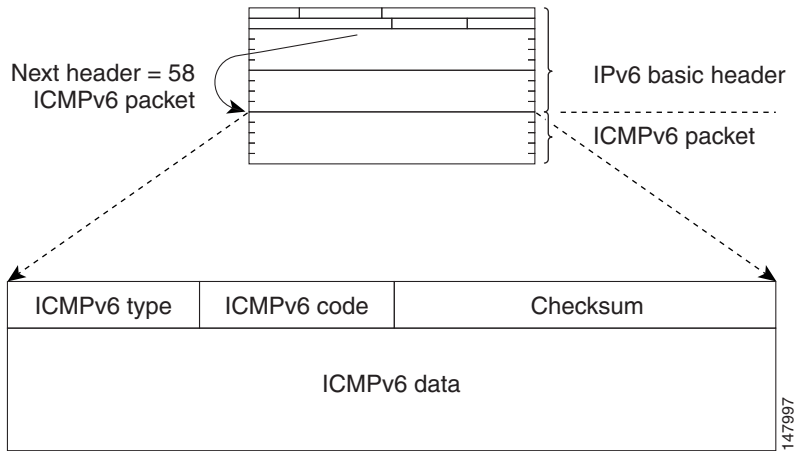 Next header = 58
ICMPv6 packet
IPv6 basic header
ICMPv6 packet
ICMPv6 type
ICMPv6 code
Checksum
ICMPv6 data
147997